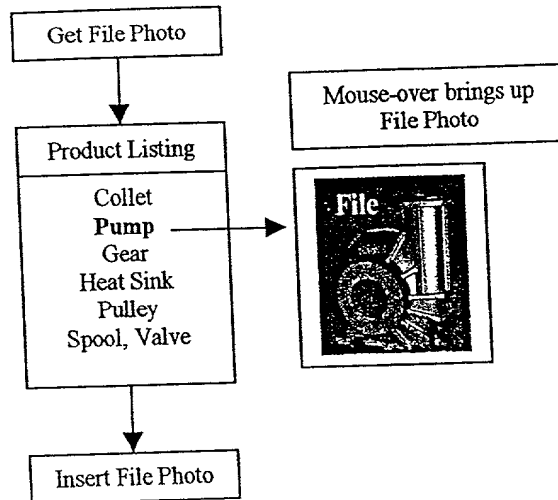 Get File Photo
Mouse-over brings up
File Photo
Product Listing
Collet
Pump
Gear
Heat Sink
Pulley
Spool, Valve
File
Insert File Photo